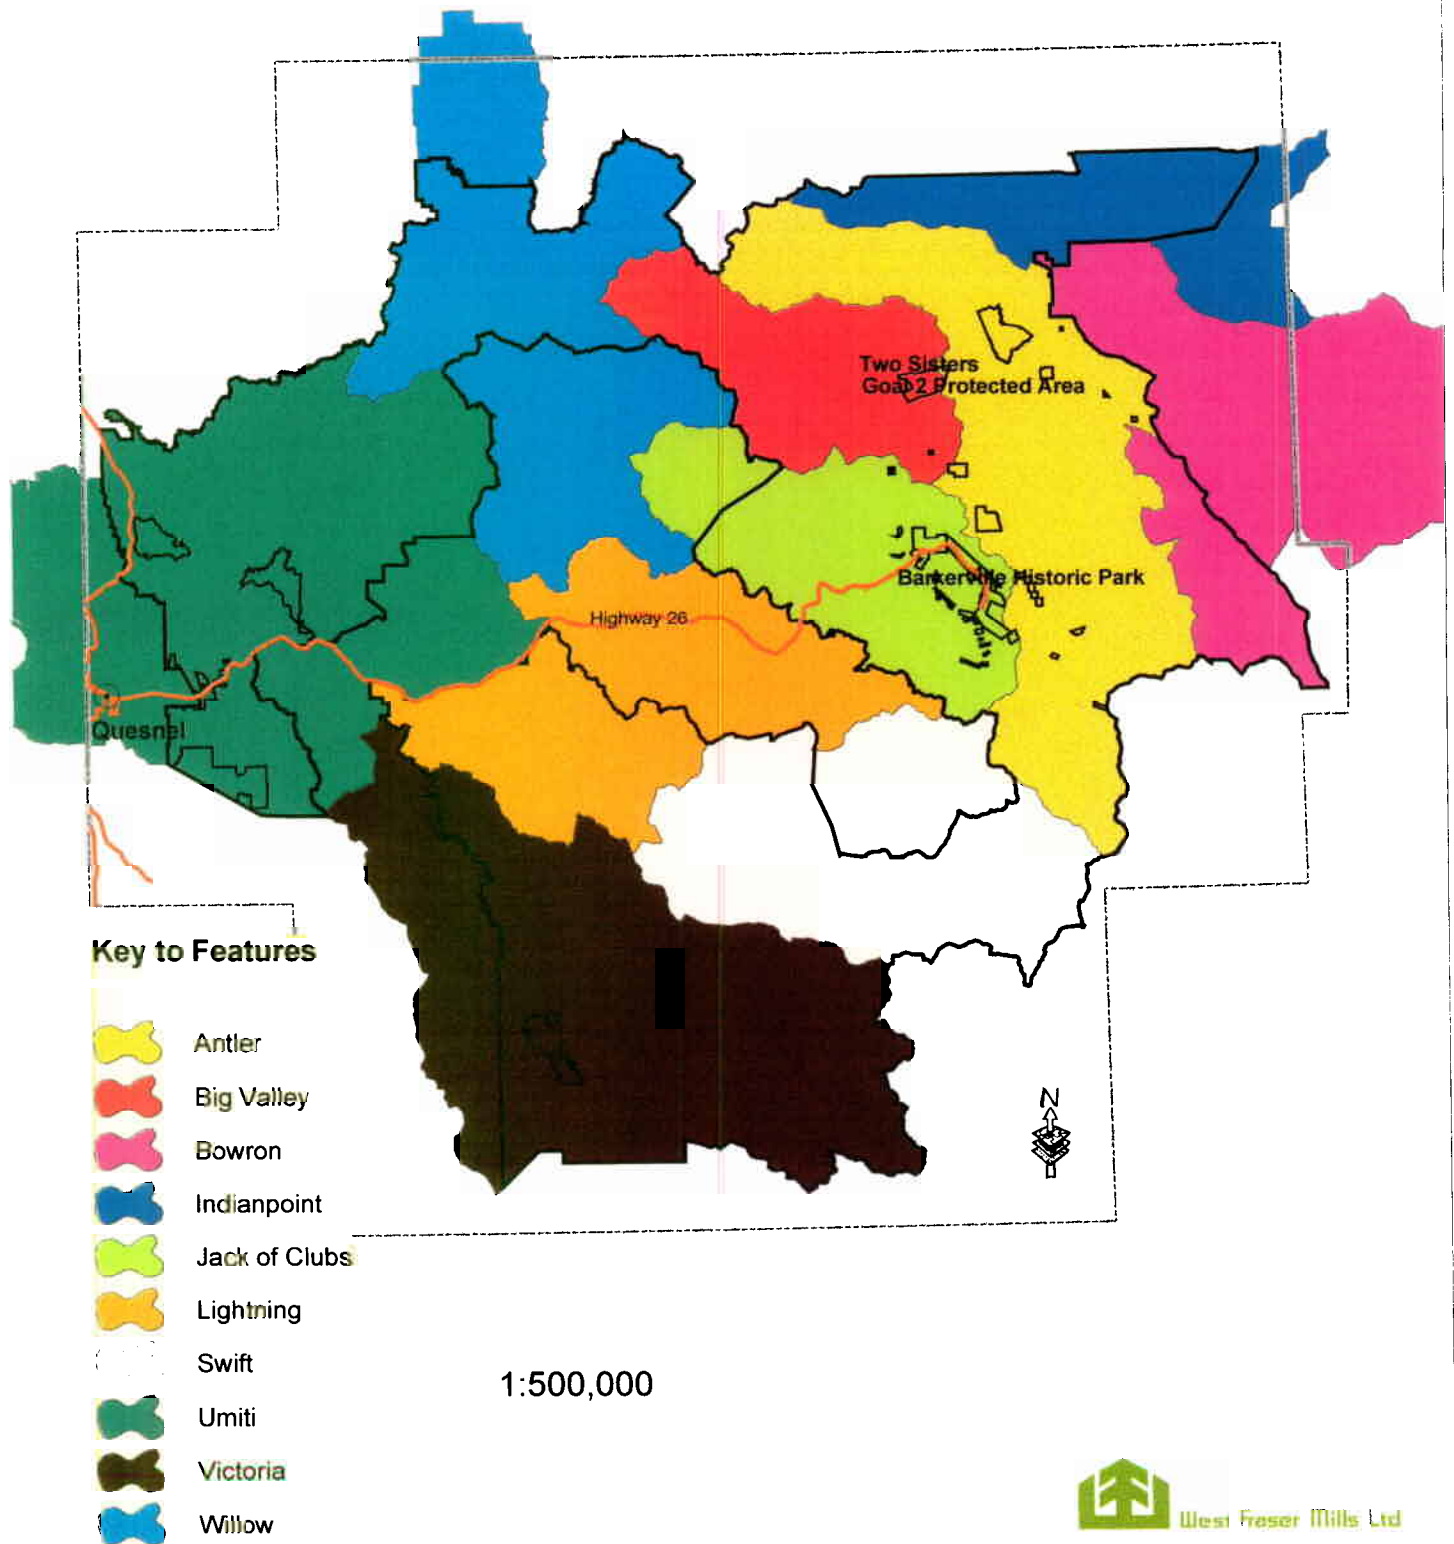 Two Sisters
Goal 2 Protected Area
Barkerville Historic Park
Highway 26
Quesnel
Key to Features
Antler
Big Valley
Bowron
Indianpoint
Jack of Clubs
Lightning
Swift
Umiti
Victoria
Willow
N
1:500,000
West Fraser Mills Ltd